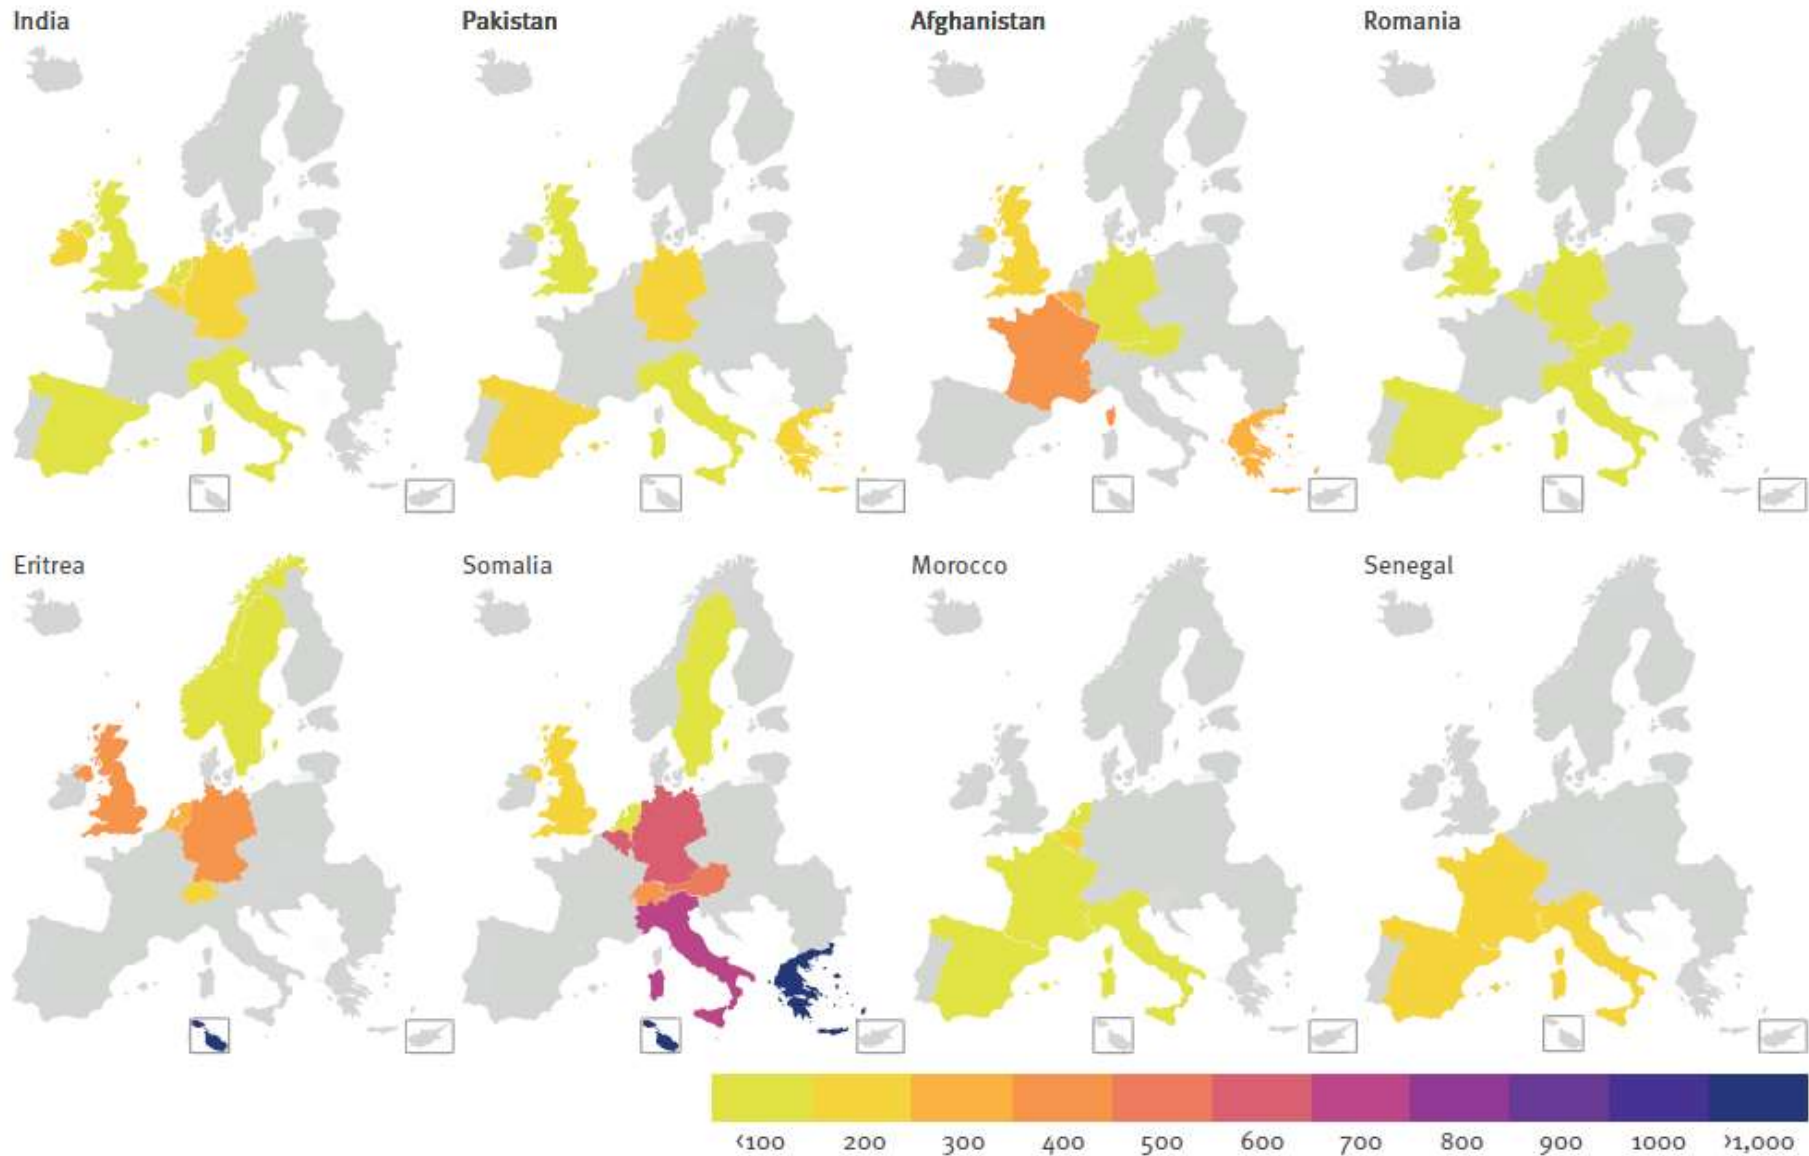 India
Pakistan
Afghanistan
Romania
Eritrea
Somalia
Morocco
Senegal
<100 200 300 400 500 600 700 800 900 1000 >1,000